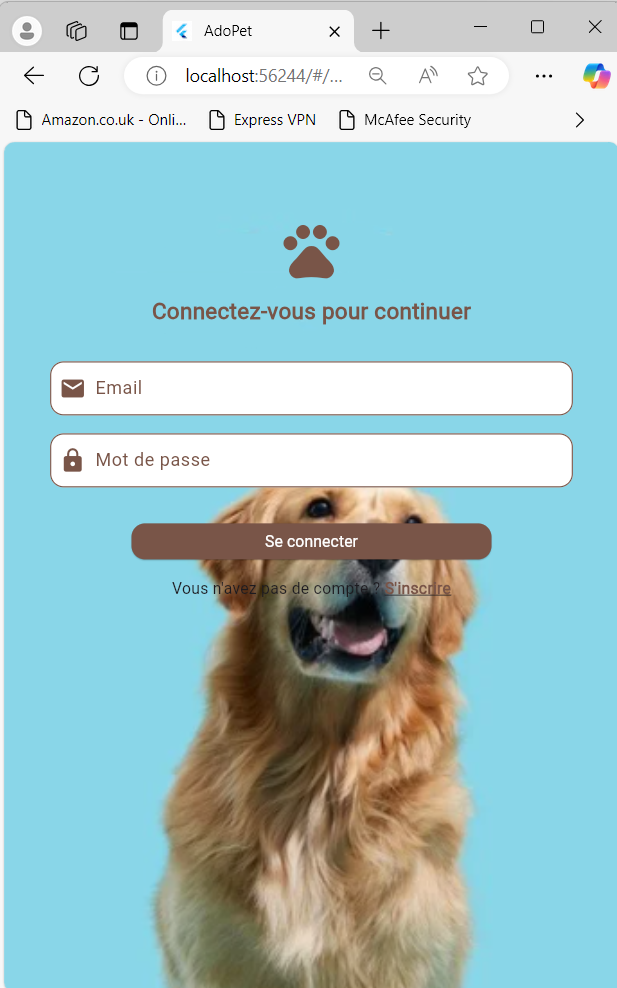 AdoPet
localhost:56244/#/...
Amazon.co.uk - Onli...
Express VPN
McAfee Security
Connectez-vous pour continuer
Email
Mot de passe
Se connecter
Vous n'avez pas de compte ? S'inscrire